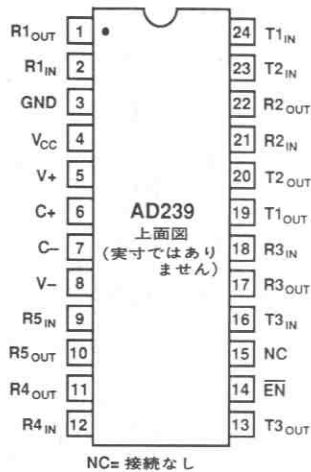 R1OUT 1
R1IN 2
GND 3
VCC 4
V+ 5
C+ 6
C− 7
V− 8
R5IN 9
R5OUT 10
R4OUT 11
R4IN 12
AD239
上面図
(実寸ではあり
ません)
24 T1IN
23 T2IN
22 R2OUT
21 R2IN
20 T2OUT
19 T1OUT
18 R3IN
17 R3OUT
16 T3IN
15 NC
14 E̅N̅
13 T3OUT
NC= 接続なし